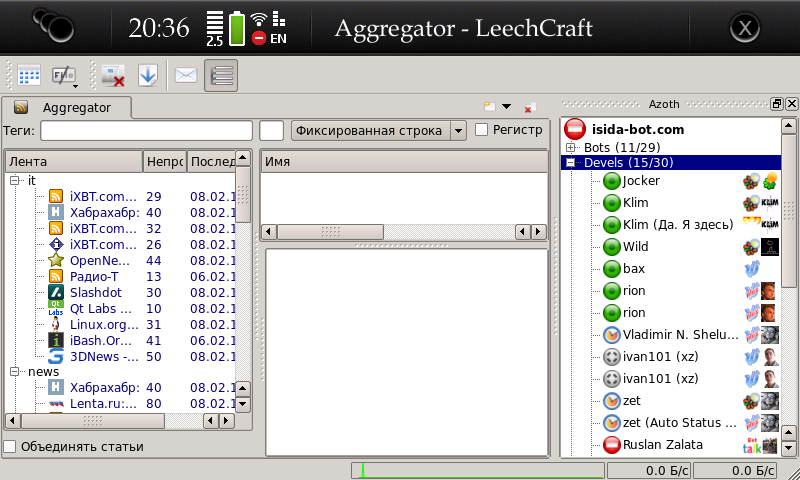 20:36 2.5 EN Aggregator - LeechCraft X
Aggregator
Azoth
Теги: Фиксированная строка Регистр
Лента Непрс Послед
Имя
it
iXBT.com... 29 08.02.1
Хабрахабр: 40 08.02.1
iXBT.com... 32 08.02.1
iXBT.com... 26 08.02.1
OpenNe... 44 08.02.1
Радио-Т 13 06.02.1
Slashdot 30 08.02.1
Qt Labs ... 10 08.02.1
Linux.org... 31 08.02.1
iBash.Or... 41 08.02.1
3DNews -... 50 08.02.1
news
Хабрахабр: 40 08.02.1
Lenta.ru:... 80 08.02.1
Объединять статьи
isida-bot.com
Bots (11/29)
Devels (15/30)
Jocker
Klim
Klim (Да. Я здесь)
Wild
bax
rion
rion
Vladimir N. Shelu...
ivan101 (xz)
ivan101 (xz)
zet
zet (Auto Status ...
Ruslan Zalata
0.0 Б/с 0.0 Б/с